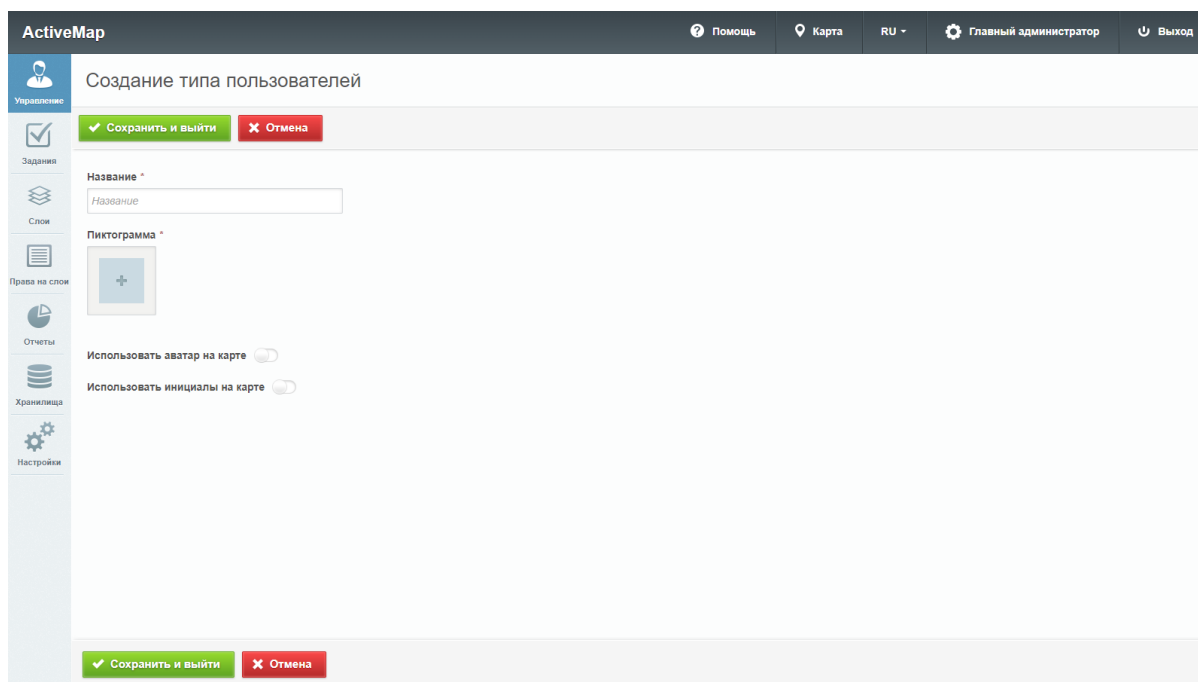 ActiveMap
Помощь
Карта
RU
Главный администратор
Выход
Управление
Задания
Слои
Права на слои
Отчеты
Хранилища
Настройки
Создание типа пользователей
Сохранить и выйти
Отмена
Название *
Название
Пиктограмма *
Использовать аватар на карте
Использовать инициалы на карте
Сохранить и выйти
Отмена